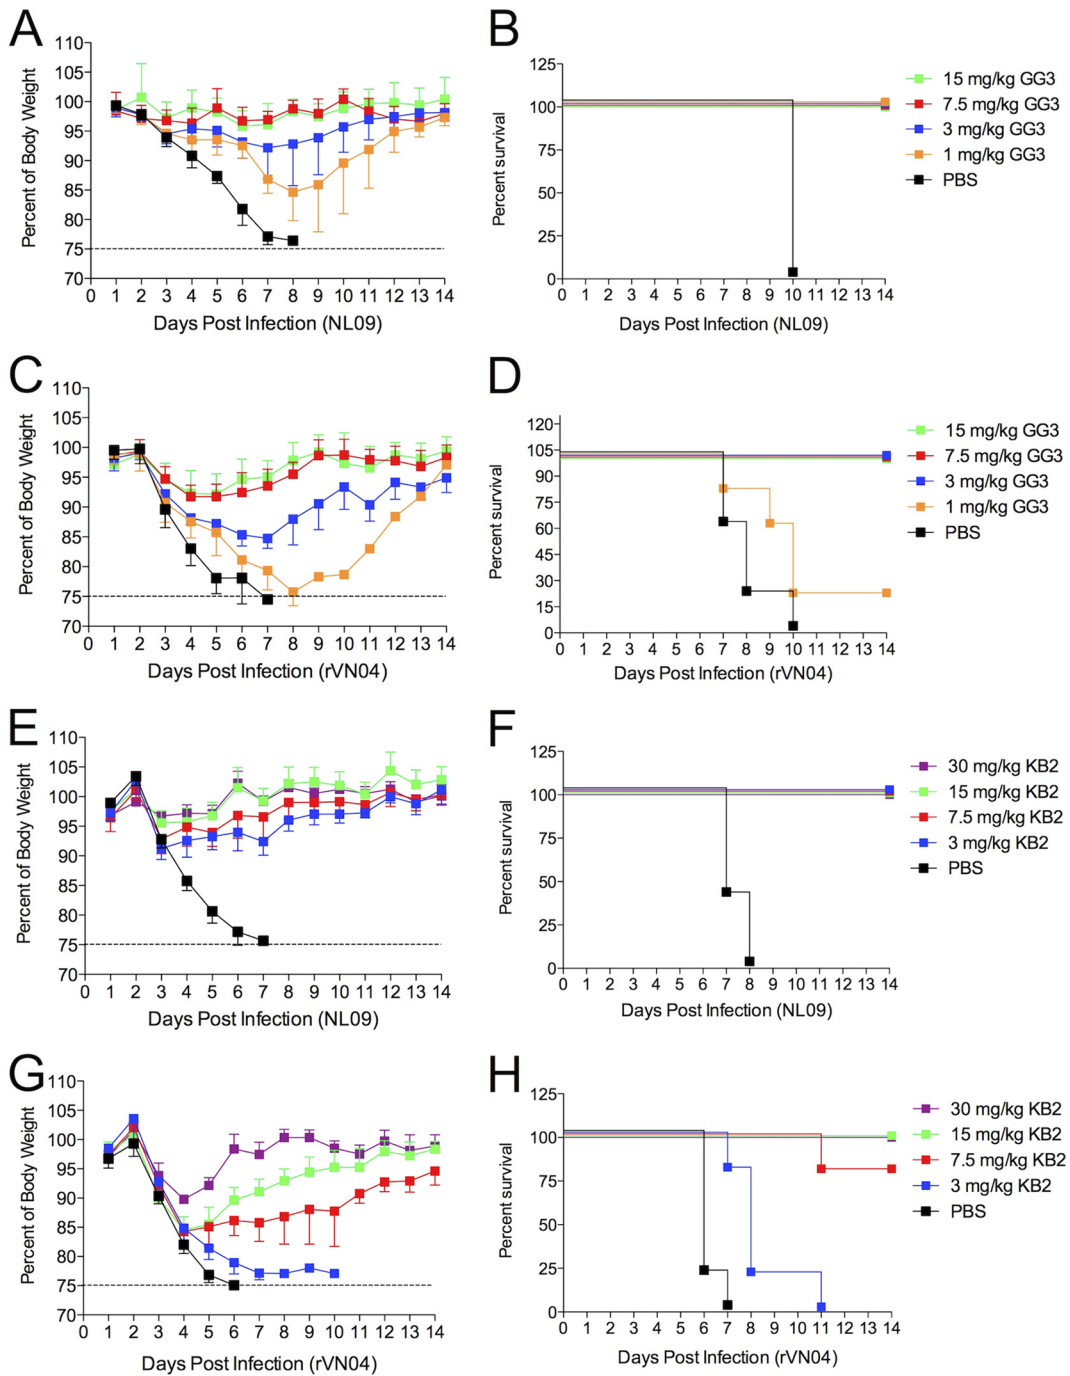 A
110
105
100
95
90
85
80
75
70
Percent of Body Weight
0 1 2 3 4 5 6 7 8 9 10 11 12 13 14
Days Post Infection (NL09)
B
125
100
75
50
25
0
Percent survival
0 1 2 3 4 5 6 7 8 9 10 11 12 13 14
Days Post Infection (NL09)
15 mg/kg GG3
7.5 mg/kg GG3
3 mg/kg GG3
1 mg/kg GG3
PBS
C
110
105
100
95
90
85
80
75
70
Percent of Body Weight
0 1 2 3 4 5 6 7 8 9 10 11 12 13 14
Days Post Infection (rVN04)
D
120
105
90
75
60
45
30
15
0
Percent survival
0 1 2 3 4 5 6 7 8 9 10 11 12 13 14
Days Post Infection (rVN04)
15 mg/kg GG3
7.5 mg/kg GG3
3 mg/kg GG3
1 mg/kg GG3
PBS
E
110
105
100
95
90
85
80
75
70
Percent of Body Weight
0 1 2 3 4 5 6 7 8 9 10 11 12 13 14
Days Post Infection (NL09)
F
125
100
75
50
25
0
Percent survival
0 1 2 3 4 5 6 7 8 9 10 11 12 13 14
Days Post Infection (NL09)
30 mg/kg KB2
15 mg/kg KB2
7.5 mg/kg KB2
3 mg/kg KB2
PBS
G
110
105
100
95
90
85
80
75
70
Percent of Body Weight
0 1 2 3 4 5 6 7 8 9 10 11 12 13 14
Days Post Infection (rVN04)
H
125
100
75
50
25
0
Percent survival
0 1 2 3 4 5 6 7 8 9 10 11 12 13 14
Days Post Infection (rVN04)
30 mg/kg KB2
15 mg/kg KB2
7.5 mg/kg KB2
3 mg/kg KB2
PBS